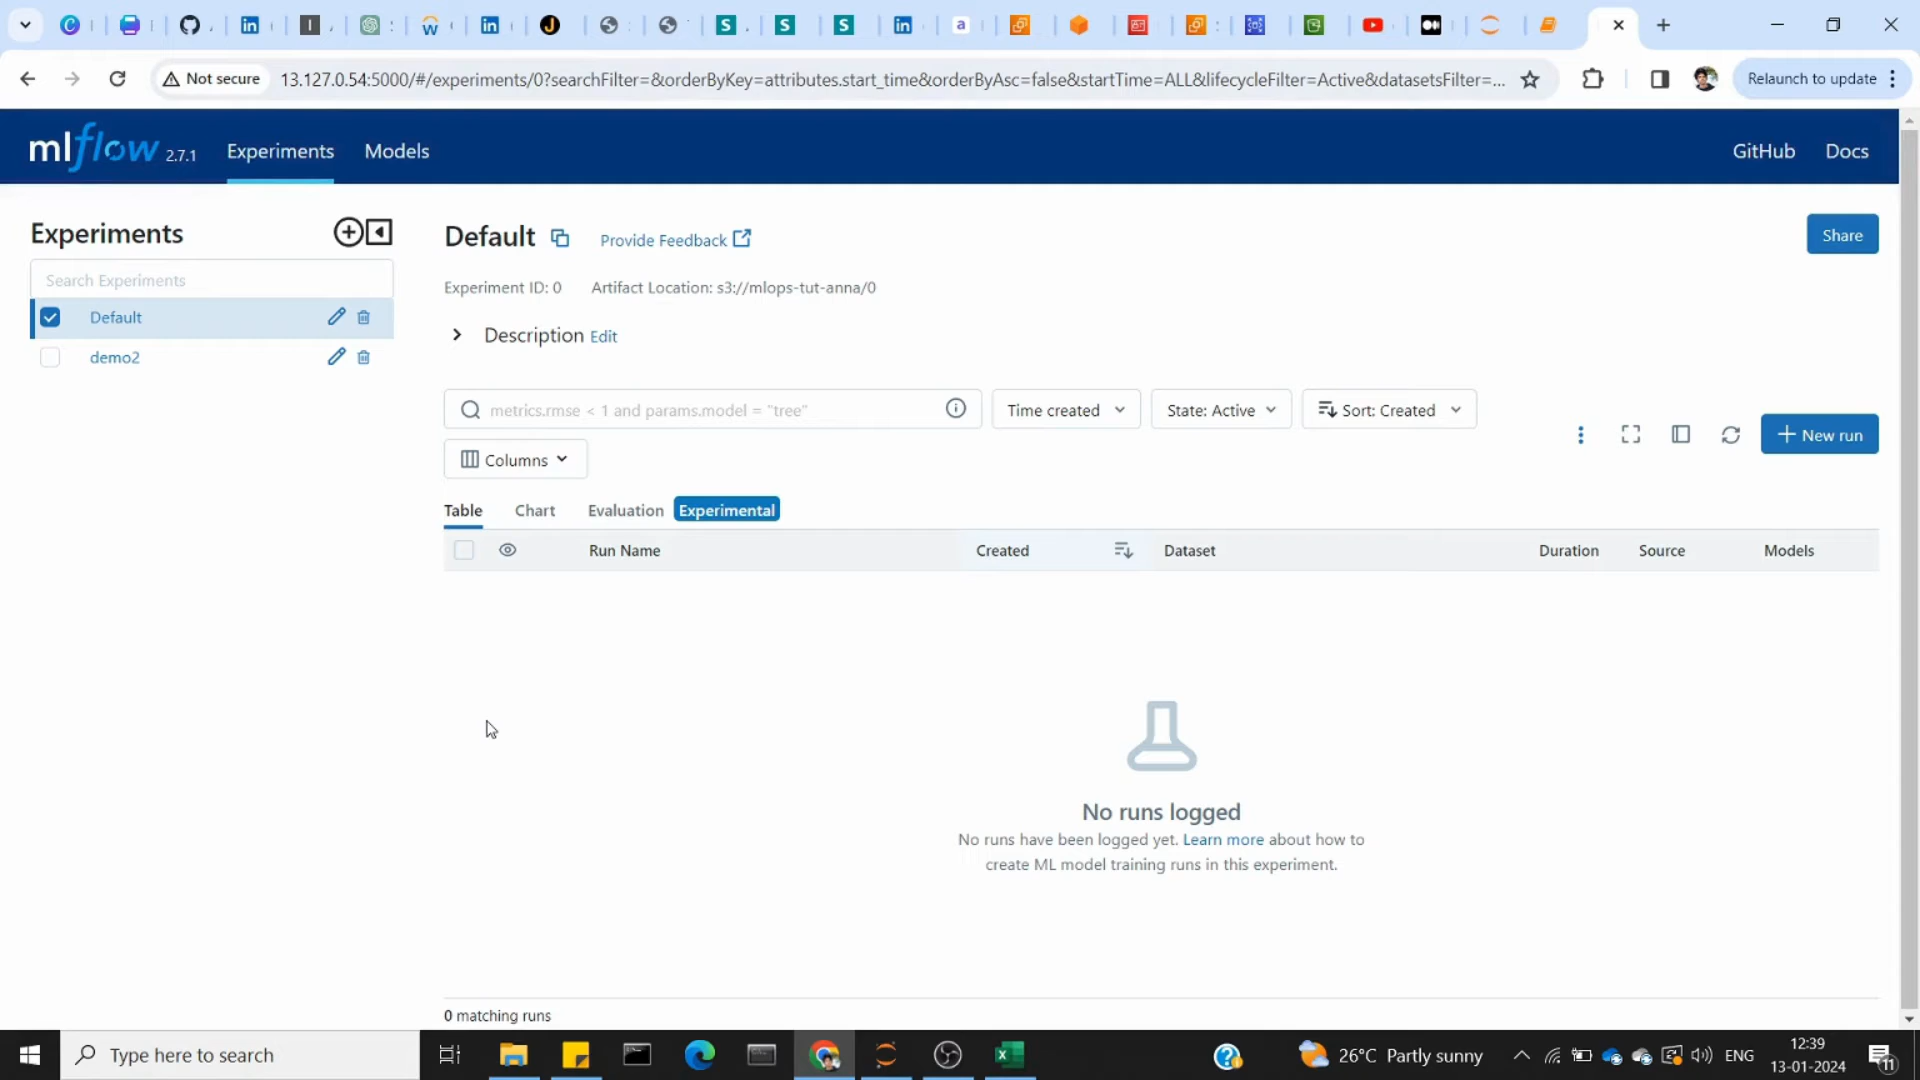 Not secure
13.127.0.54:5000/#/experiments/0?searchFilter=&orderByKey=attributes.start_time&orderByAsc=false&startTime=ALL&lifecycleFilter=Active&datasetsFilter=...
Relaunch to update
mlflow 2.7.1
Experiments
Models
GitHub
Docs
Experiments
Default
Provide Feedback
Share
Search Experiments
Experiment ID: 0
Artifact Location: s3://mlops-tut-anna/0
Default
Description Edit
demo2
metrics.rmse < 1 and params.model = "tree"
Time created
State: Active
Sort: Created
New run
Columns
Table
Chart
Evaluation
Experimental
Run Name
Created
Dataset
Duration
Source
Models
No runs logged
No runs have been logged yet. Learn more about how to
create ML model training runs in this experiment.
0 matching runs
Type here to search
26°C Partly sunny
ENG
12:39
13-01-2024
11